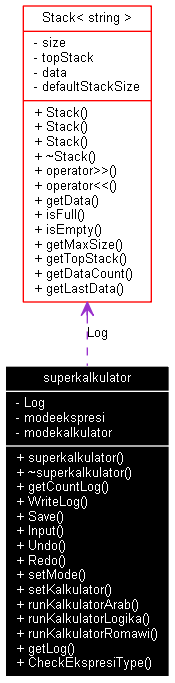 Stack< string >
- size
- topStack
- data
- defaultStackSize
+ Stack()
+ Stack()
+ Stack()
+ ~Stack()
+ operator>>()
+ operator<<()
+ getData()
+ isFull()
+ isEmpty()
+ getMaxSize()
+ getTopStack()
+ getDataCount()
+ getLastData()
Log
superkalkulator
- Log
- modeekspresi
- modekalkulator
+ superkalkulator()
+ ~superkalkulator()
+ getCountLog()
+ WriteLog()
+ Save()
+ Input()
+ Undo()
+ Redo()
+ setMode()
+ setKalkulator()
+ runKalkulatorArab()
+ runKalkulatorLogika()
+ runKalkulatorRomawi()
+ getLog()
+ CheckEkspresiType()